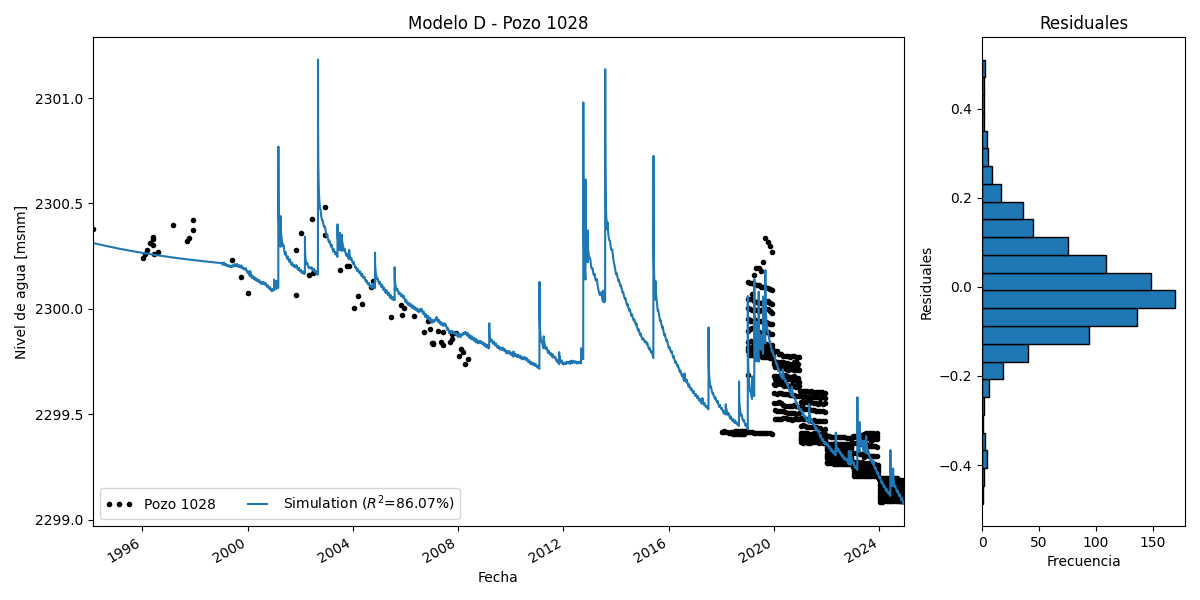 Modelo D - Pozo 1028
Nivel de agua [msnm]
2301.0
2300.5
2300.0
2299.5
2299.0
1996
2000
2004
2008
2012
2016
2020
2024
Fecha
Pozo 1028
Simulation (R²=86.07%)
Residuales
Residuales
0.4
0.2
0.0
−0.2
−0.4
0
50
100
150
Frecuencia